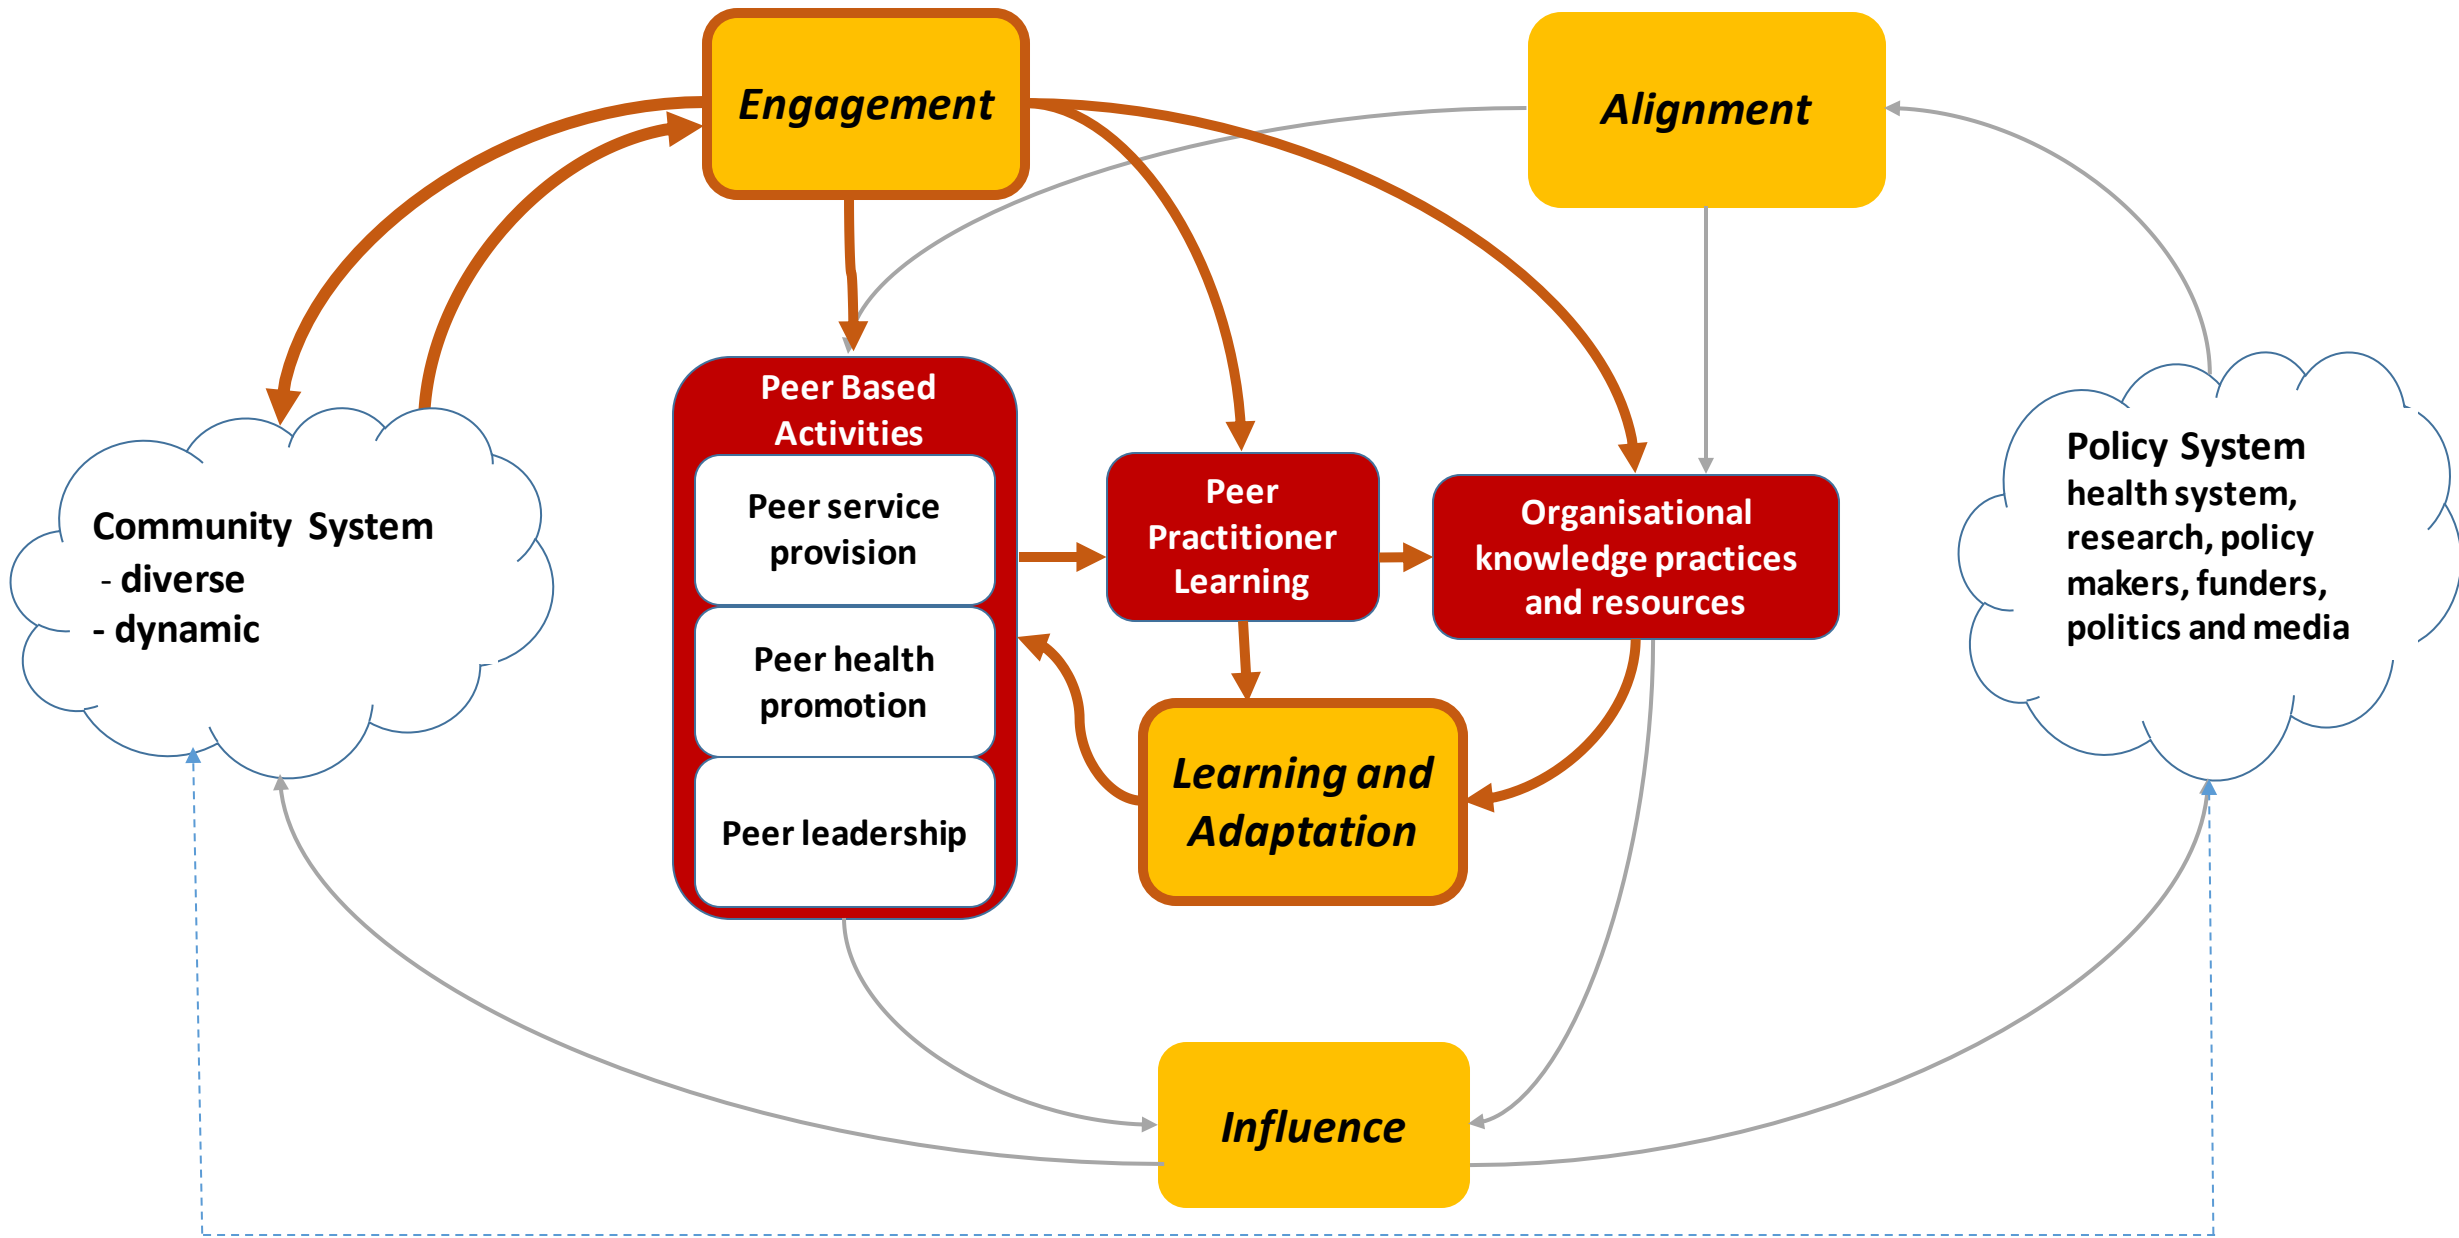 Engagement
Alignment
Community System
- diverse
- dynamic
Peer Based
Activities
Peer service
provision
Peer health
promotion
Peer leadership
Peer
Practitioner
Learning
Organisational
knowledge practices
and resources
Learning and
Adaptation
Policy System
health system,
research, policy
makers, funders,
politics and media
Influence